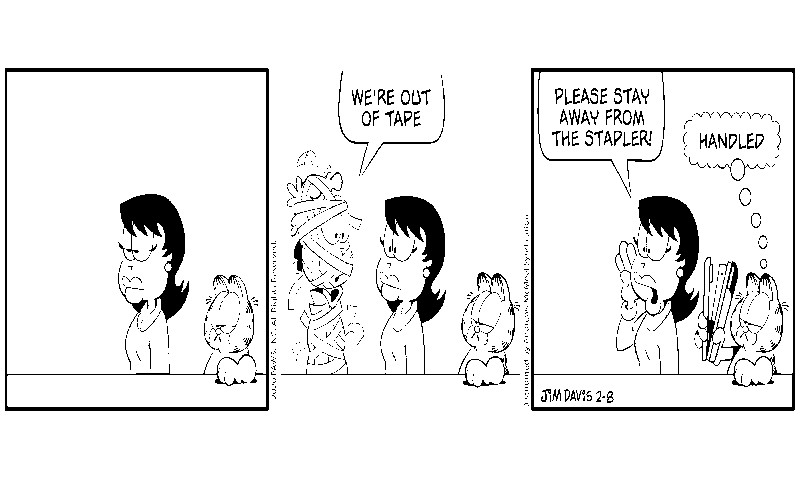 WE'RE OUT
OF TAPE
PLEASE STAY
AWAY FROM
THE STAPLER!
HANDLED
JIM DAVIS 2-8